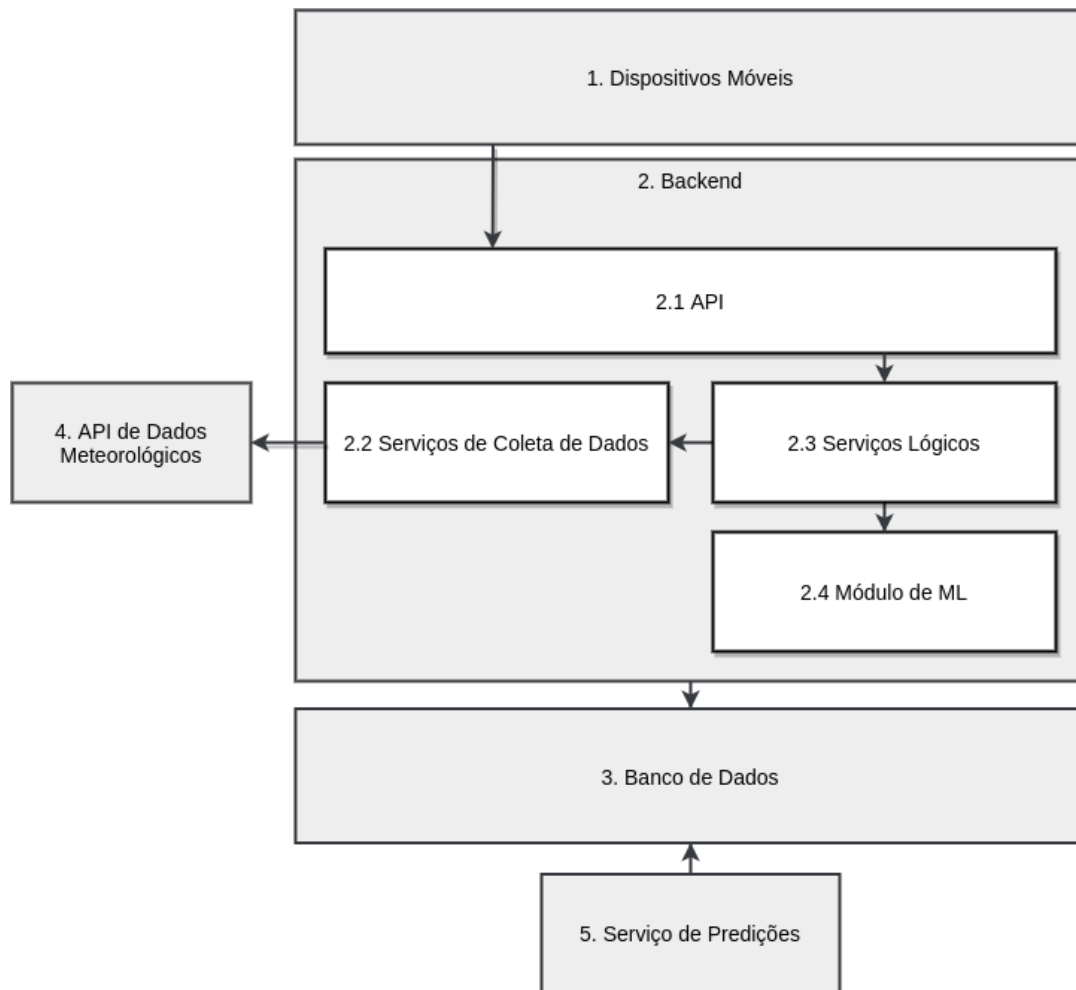 1. Dispositivos Móveis
2. Backend
2.1 API
4. API de Dados
Meteorológicos
2.2 Serviços de Coleta de Dados
2.3 Serviços Lógicos
2.4 Módulo de ML
3. Banco de Dados
5. Serviço de Predições